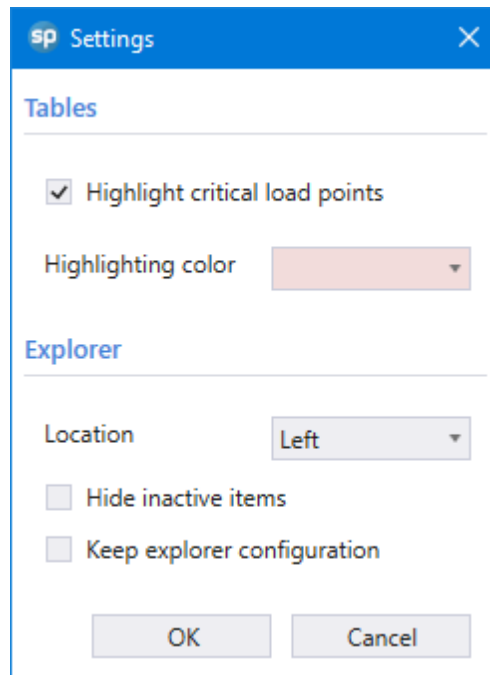 sp Settings
Tables
Highlight critical load points
Highlighting color
Explorer
Location Left
Hide inactive items
Keep explorer configuration
OK Cancel